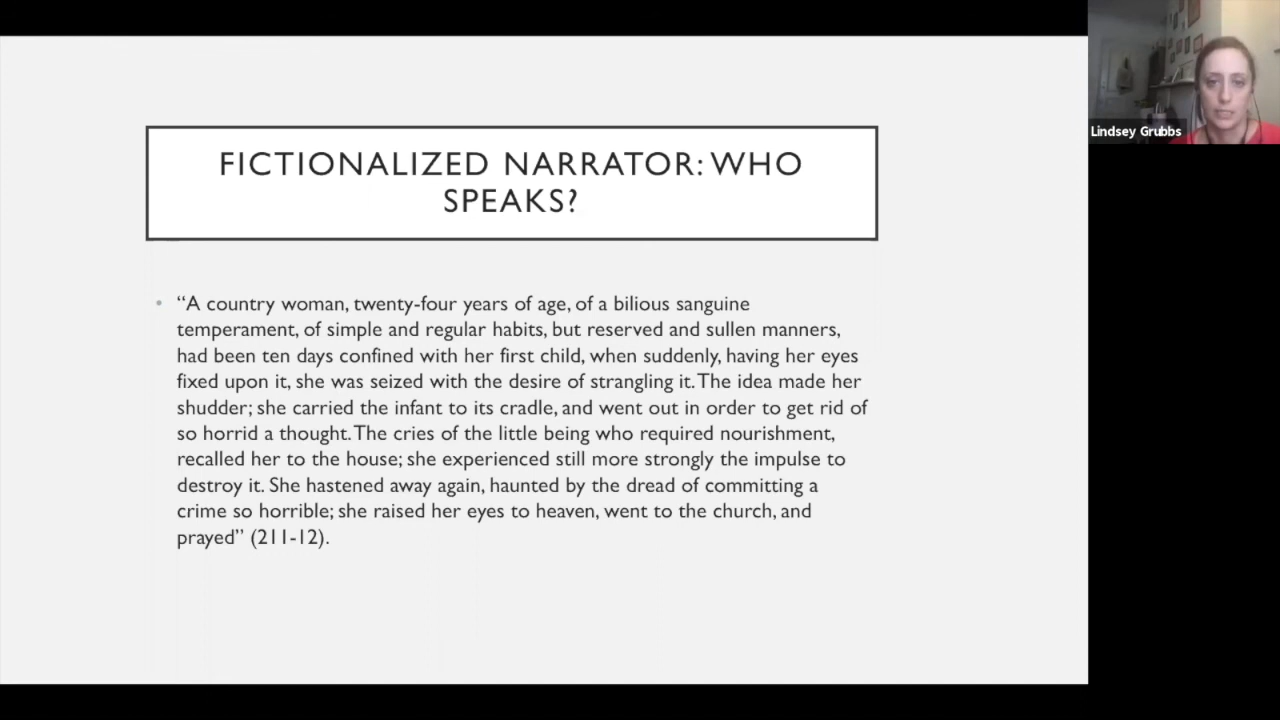 FICTIONALIZED NARRATOR: WHO
SPEAKS?
• “A country woman, twenty-four years of age, of a bilious sanguine
temperament, of simple and regular habits, but reserved and sullen manners,
had been ten days confined with her first child, when suddenly, having her eyes
fixed upon it, she was seized with the desire of strangling it. The idea made her
shudder; she carried the infant to its cradle, and went out in order to get rid of
so horrid a thought. The cries of the little being who required nourishment,
recalled her to the house; she experienced still more strongly the impulse to
destroy it. She hastened away again, haunted by the dread of committing a
crime so horrible; she raised her eyes to heaven, went to the church, and
prayed” (211-12).
Lindsey Grubbs